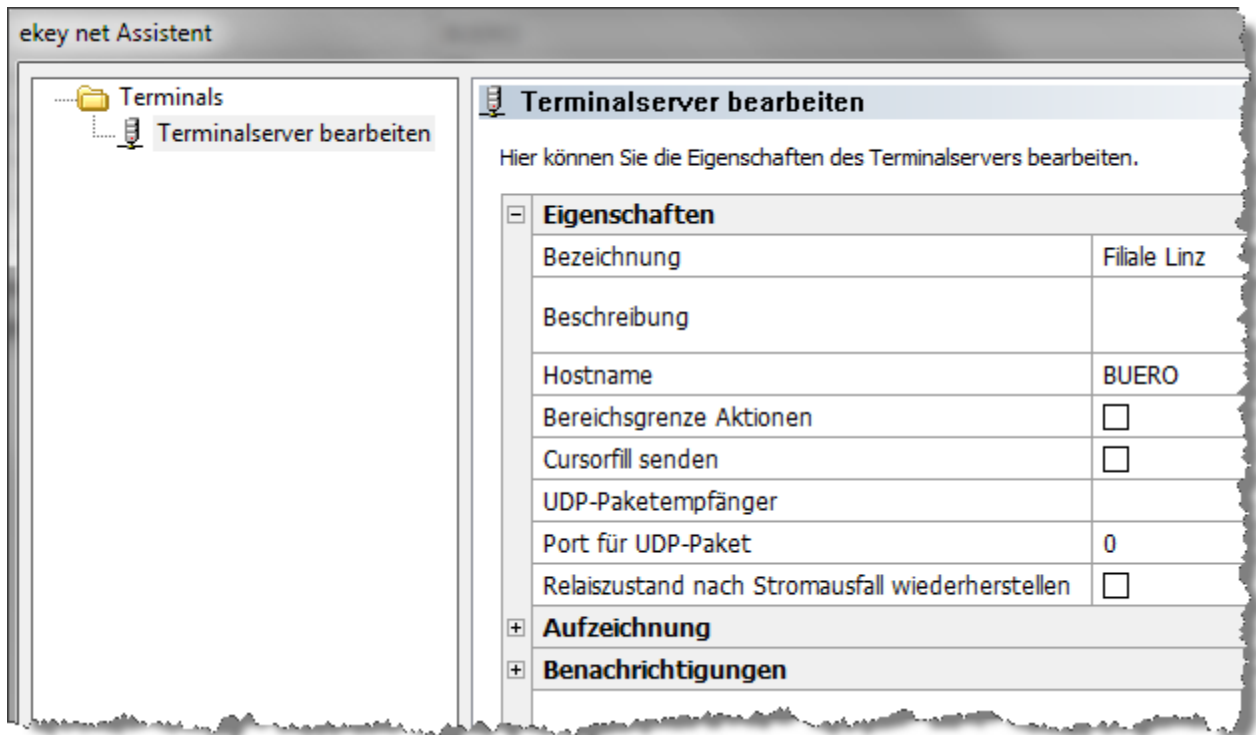 ekey net Assistent
Terminals
Terminalserver bearbeiten
Terminalserver bearbeiten
Hier können Sie die Eigenschaften des Terminalservers bearbeiten.
Eigenschaften
Bezeichnung Filiale Linz
Beschreibung
Hostname BUERO
Bereichsgrenze Aktionen
Cursorfill senden
UDP-Paketempfänger
Port für UDP-Paket 0
Relaiszustand nach Stromausfall wiederherstellen
Aufzeichnung
Benachrichtigungen